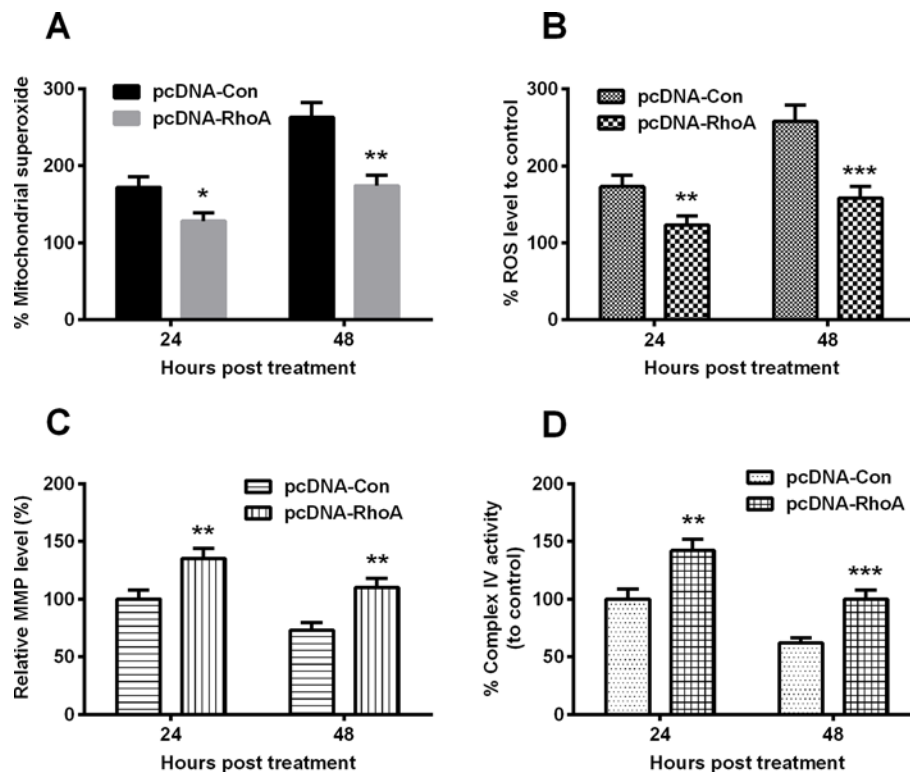 A
pcDNA-Con
pcDNA-RhoA
% Mitochondrial superoxide
300
200
100
0
*
**
24
48
Hours post treatment
B
pcDNA-Con
pcDNA-RhoA
% ROS level to control
300
200
100
0
**
***
24
48
Hours post treatment
C
pcDNA-Con
pcDNA-RhoA
Relative MMP level (%)
200
150
100
50
0
**
**
24
48
Hours post treatment
D
pcDNA-Con
pcDNA-RhoA
% Complex IV activity
(to control)
200
150
100
50
0
**
***
24
48
Hours post treatment